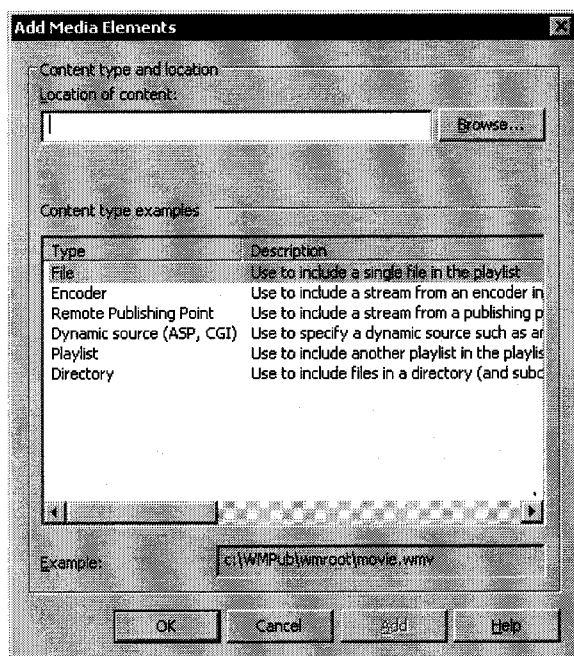 Add Media Elements
Content type and location
Location of content:
Browse...
Content type examples
Type Description
File Use to include a single file in the playlist
Encoder Use to include a stream from an encoder in
Remote Publishing Point Use to include a stream from a publishing p
Dynamic source (ASP, CGI) Use to specify a dynamic source such as an
Playlist Use to include another playlist in the playlis
Directory Use to include files in a directory (and subd
Example: c:\WMPub\wmroot\movie.wmv
OK Cancel Add Help